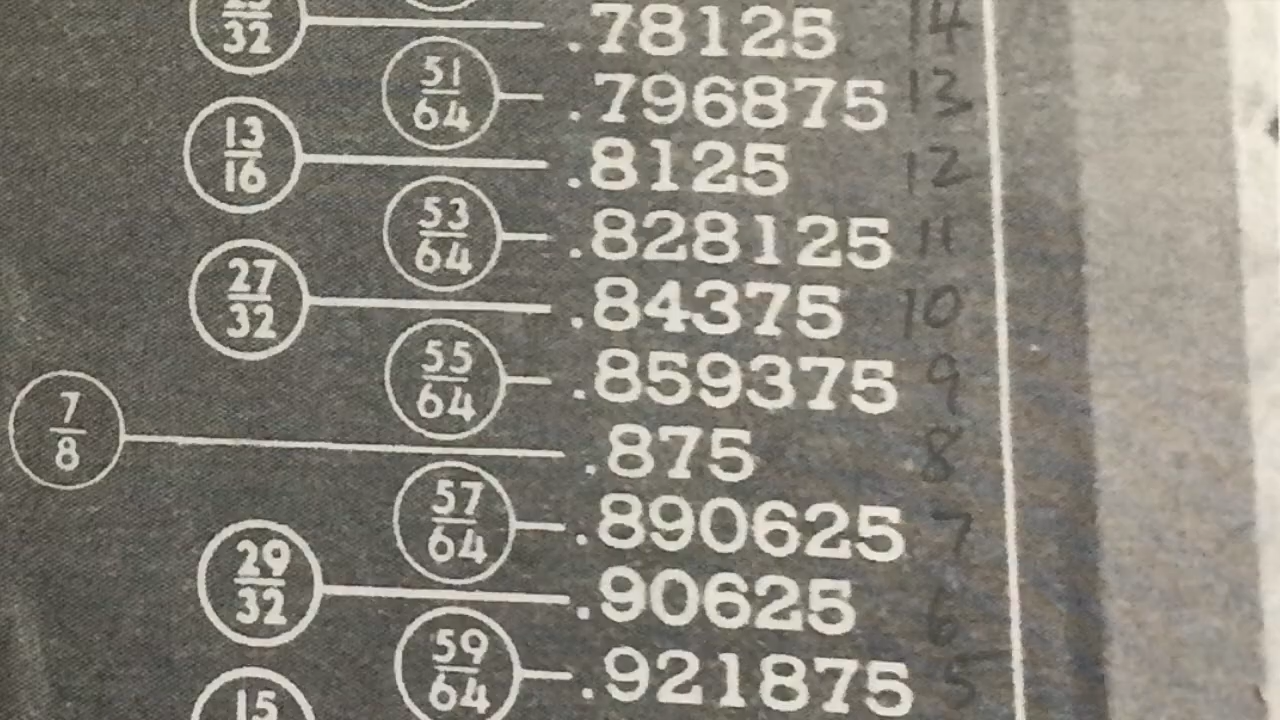 32 .78125 14
51/64 .796875 13
13/16 .8125 12
53/64 .828125 11
27/32 .84375 10
55/64 .859375 9
7/8 .875 8
57/64 .890625 7
29/32 .90625 6
59/64 .921875 5
15